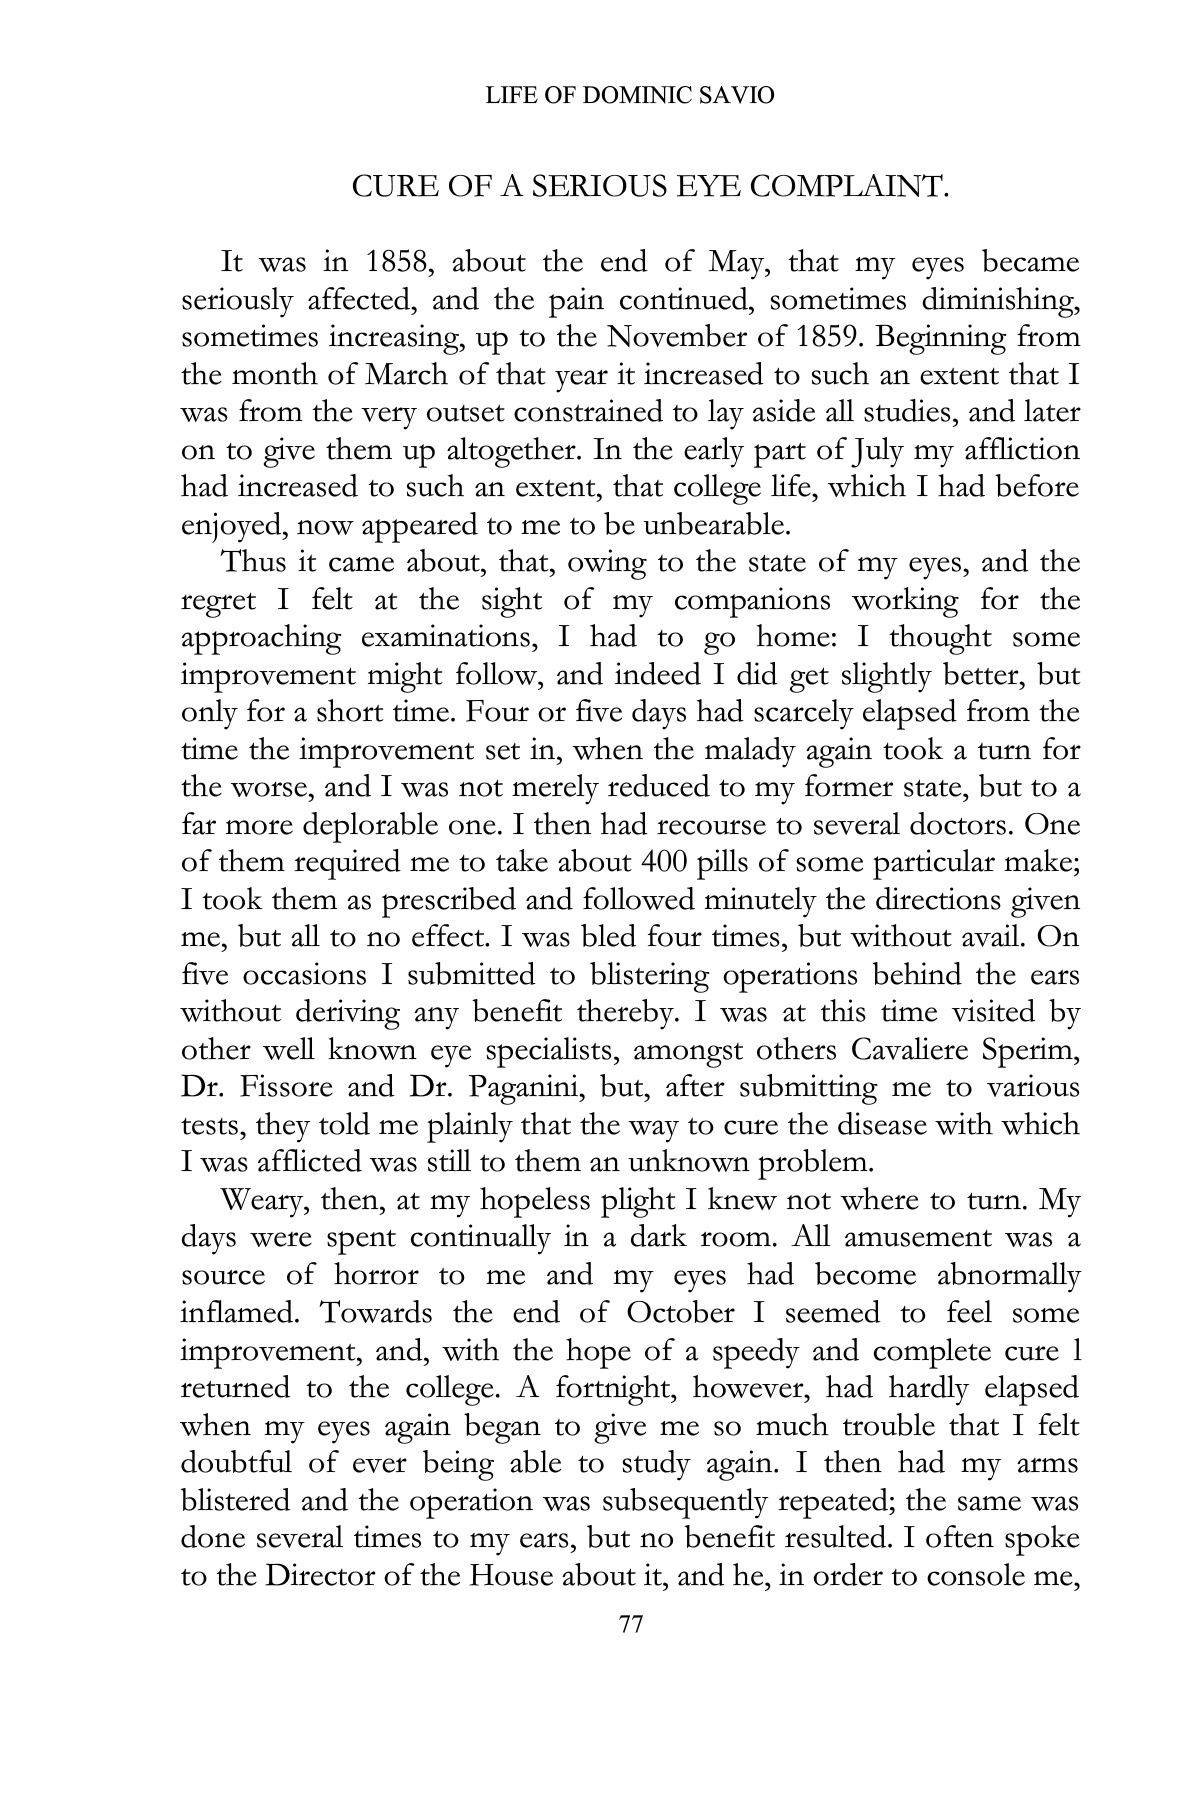 LIFE OF DOMINIC SAVIO
CURE OF A SERIOUS EYE COMPLAINT.
It was in 1858, about the end of May, that my eyes became
seriously affected, and the pain continued, sometimes diminishing,
sometimes increasing, up to the November of 1859. Beginning from
the month of March of that year it increased to such an extent that I
was from the very outset constrained to lay aside all studies, and later
on to give them up altogether. In the early part of July my affliction
had increased to such an extent, that college life, which I had before
enjoyed, now appeared to me to be unbearable.
Thus it came about, that, owing to the state of my eyes, and the
regret I felt at the sight of my companions working for the
approaching examinations, I had to go home: I thought some
improvement might follow, and indeed I did get slightly better, but
only for a short time. Four or five days had scarcely elapsed from the
time the improvement set in, when the malady again took a turn for
the worse, and I was not merely reduced to my former state, but to a
far more deplorable one. I then had recourse to several doctors. One
of them required me to take about 400 pills of some particular make;
I took them as prescribed and followed minutely the directions given
me, but all to no effect. I was bled four times, but without avail. On
five occasions I submitted to blistering operations behind the ears
without deriving any benefit thereby. I was at this time visited by
other well known eye specialists, amongst others Cavaliere Sperim,
Dr. Fissore and Dr. Paganini, but, after submitting me to various
tests, they told me plainly that the way to cure the disease with which
I was afflicted was still to them an unknown problem.
Weary, then, at my hopeless plight I knew not where to turn. My
days were spent continually in a dark room. All amusement was a
source of horror to me and my eyes had become abnormally
inflamed. Towards the end of October I seemed to feel some
improvement, and, with the hope of a speedy and complete cure l
returned to the college. A fortnight, however, had hardly elapsed
when my eyes again began to give me so much trouble that I felt
doubtful of ever being able to study again. I then had my arms
blistered and the operation was subsequently repeated; the same was
done several times to my ears, but no benefit resulted. I often spoke
to the Director of the House about it, and he, in order to console me,
77